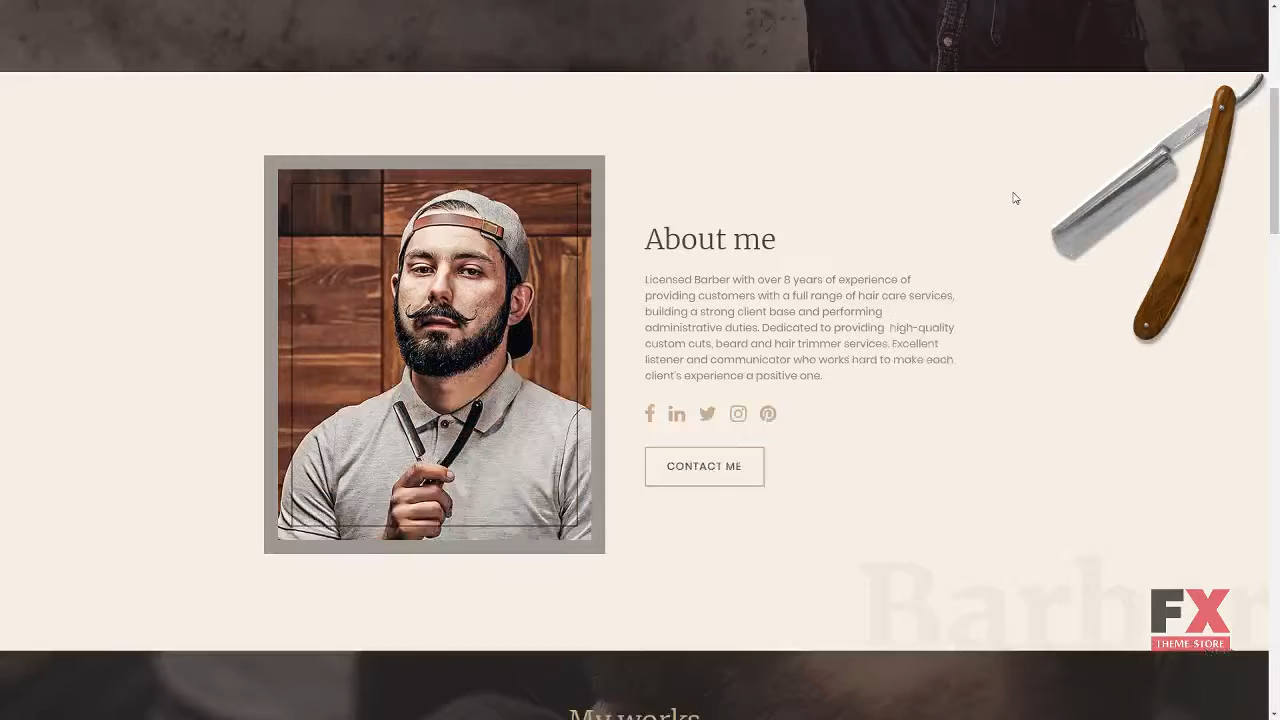 About me
Licensed Barber with over 8 years of experience of
providing customers with a full range of hair care services,
building a strong client base and performing
administrative duties. Dedicated to providing high-quality
custom cuts, beard and hair trimmer services. Excellent
listener and communicator who works hard to make each
client's experience a positive one.
CONTACT ME
Barber
FX
THEME STORE
My works